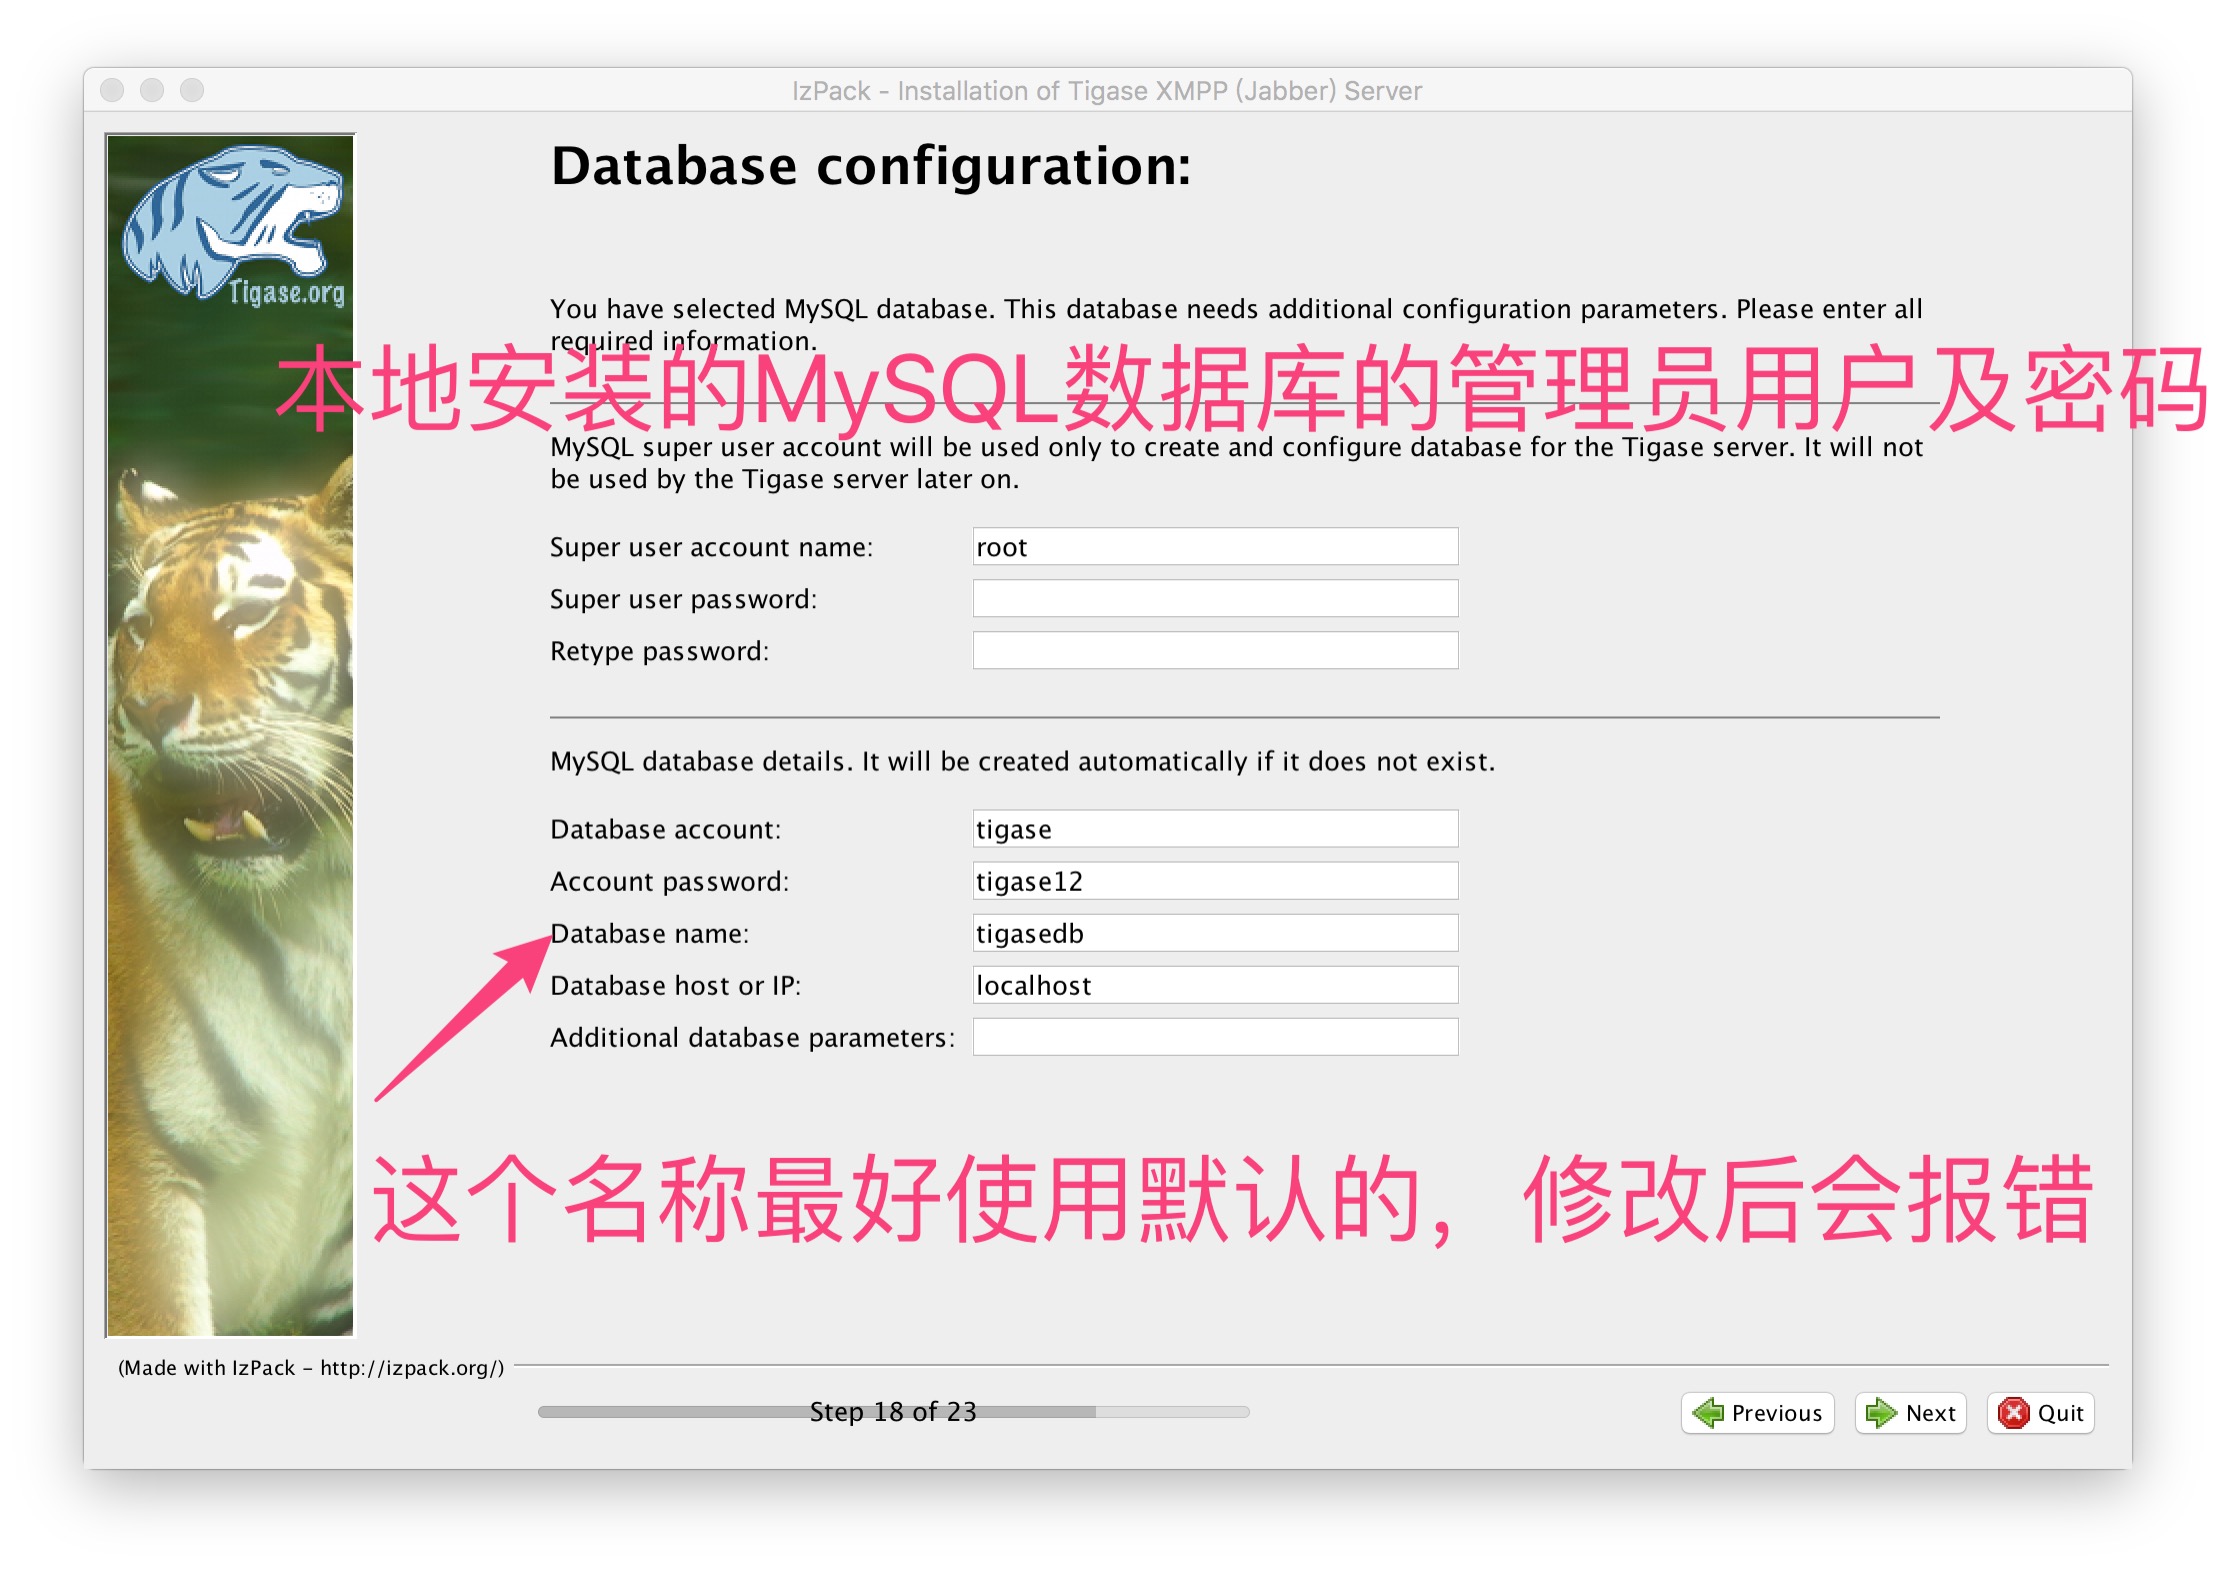 IzPack - Installation of Tigase XMPP (Jabber) Server
Tigase.org
Database configuration:
You have selected MySQL database. This database needs additional configuration parameters. Please enter all
required information.
本地安装的MySQL数据库的管理员用户及密码
MySQL super user account will be used only to create and configure database for the Tigase server. It will not
be used by the Tigase server later on.
Super user account name: root
Super user password:
Retype password:
MySQL database details. It will be created automatically if it does not exist.
Database account: tigase
Account password: tigase12
Database name: tigasedb
Database host or IP: localhost
Additional database parameters:
这个名称最好使用默认的，修改后会报错
(Made with IzPack - http://izpack.org/)
Step 18 of 23 Previous Next Quit